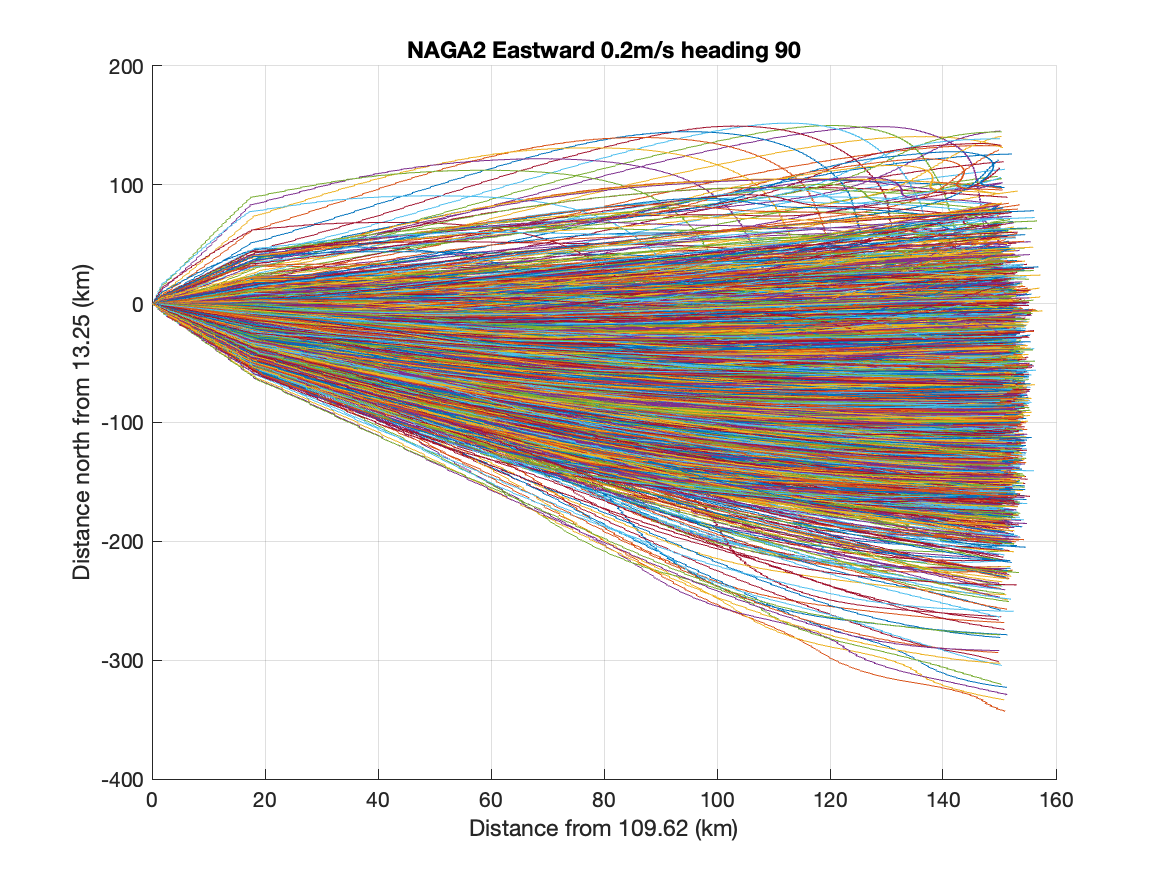 NAGA2 Eastward 0.2m/s heading 90
200
100
0
-100
-200
-300
-400
Distance north from 13.25 (km)
0 20 40 60 80 100 120 140 160
Distance from 109.62 (km)